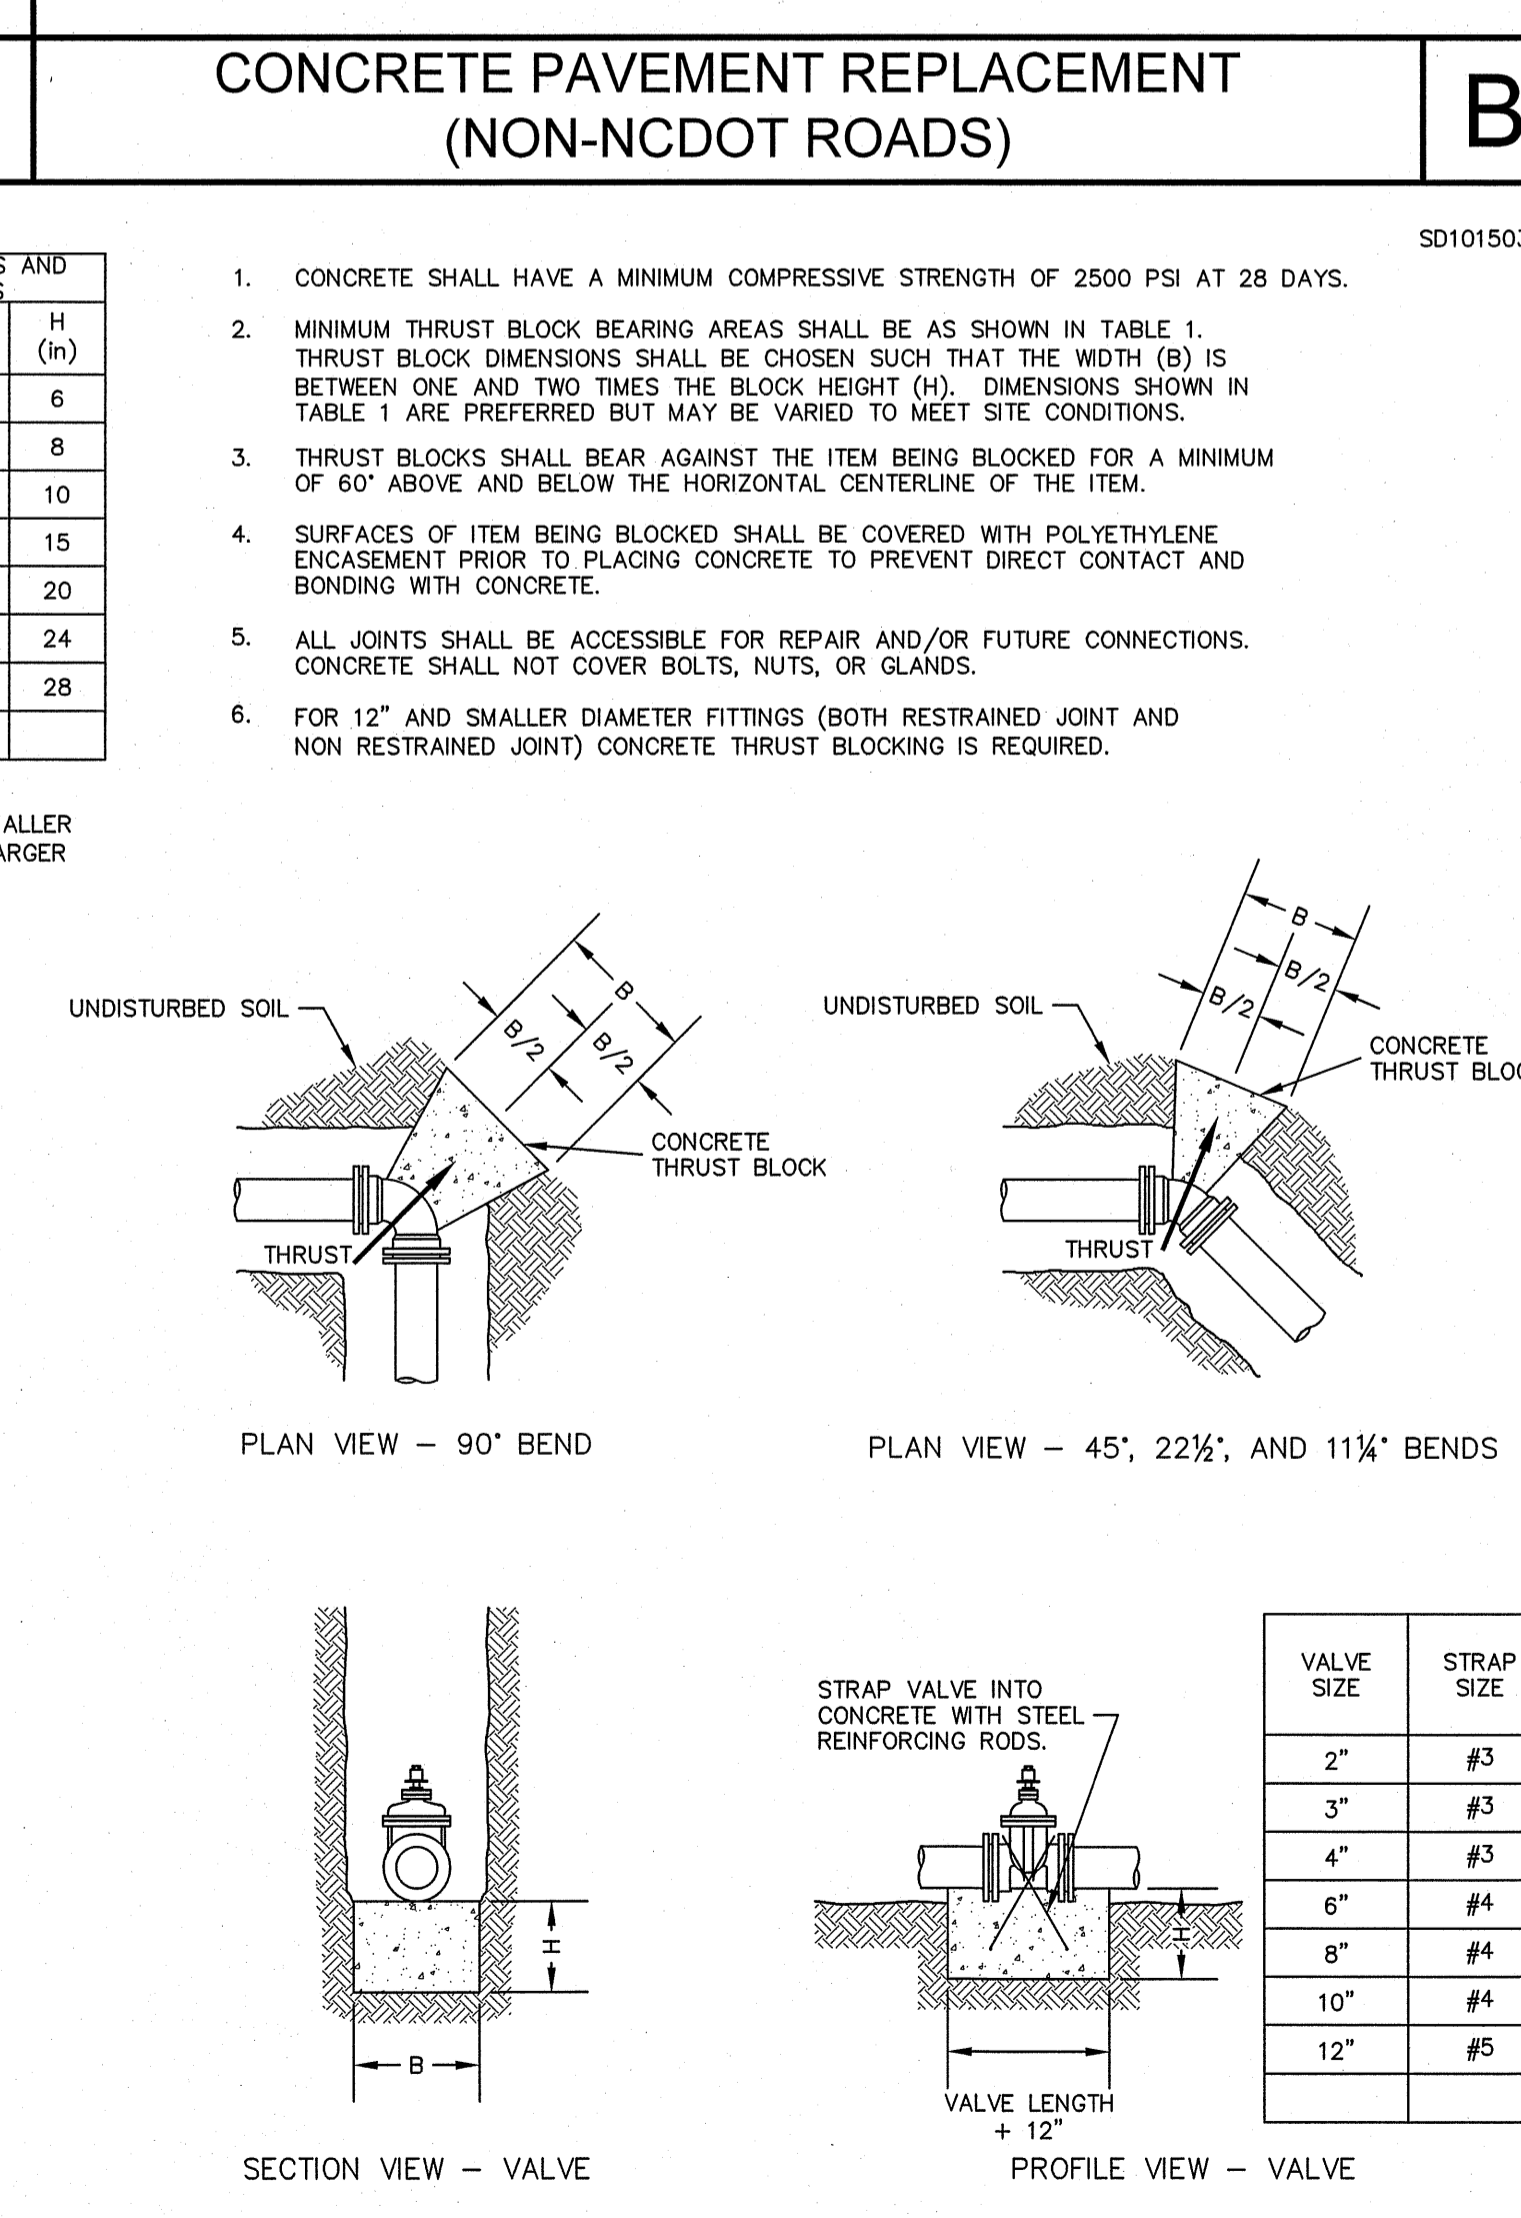 CONCRETE PAVEMENT REPLACEMENT
(NON-NCDOT ROADS)
B
AND
H
(in)
6
8
10
15
20
24
28
1. CONCRETE SHALL HAVE A MINIMUM COMPRESSIVE STRENGTH OF 2500 PSI AT 28 DAYS.
2. MINIMUM THRUST BLOCK BEARING AREAS SHALL BE AS SHOWN IN TABLE 1.
THRUST BLOCK DIMENSIONS SHALL BE CHOSEN SUCH THAT THE WIDTH (B) IS
BETWEEN ONE AND TWO TIMES THE BLOCK HEIGHT (H). DIMENSIONS SHOWN IN
TABLE 1 ARE PREFERRED BUT MAY BE VARIED TO MEET SITE CONDITIONS.
3. THRUST BLOCKS SHALL BEAR AGAINST THE ITEM BEING BLOCKED FOR A MINIMUM
OF 60° ABOVE AND BELOW THE HORIZONTAL CENTERLINE OF THE ITEM.
4. SURFACES OF ITEM BEING BLOCKED SHALL BE COVERED WITH POLYETHYLENE
ENCASEMENT PRIOR TO PLACING CONCRETE TO PREVENT DIRECT CONTACT AND
BONDING WITH CONCRETE.
5. ALL JOINTS SHALL BE ACCESSIBLE FOR REPAIR AND/OR FUTURE CONNECTIONS.
CONCRETE SHALL NOT COVER BOLTS, NUTS, OR GLANDS.
6. FOR 12" AND SMALLER DIAMETER FITTINGS (BOTH RESTRAINED JOINT AND
NON RESTRAINED JOINT) CONCRETE THRUST BLOCKING IS REQUIRED.
SD101503
ALLER
ARGER
UNDISTURBED SOIL
B
B/2
B/2
CONCRETE
THRUST BLOCK
THRUST
PLAN VIEW – 90° BEND
UNDISTURBED SOIL
B
B/2
B/2
CONCRETE
THRUST BLOC
THRUST
PLAN VIEW – 45°, 22½°, AND 11¼° BENDS
H
B
SECTION VIEW – VALVE
STRAP VALVE INTO
CONCRETE WITH STEEL
REINFORCING RODS.
H
VALVE LENGTH
+ 12"
PROFILE VIEW – VALVE
VALVE SIZE STRAP SIZE
2" #3
3" #3
4" #3
6" #4
8" #4
10" #4
12" #5